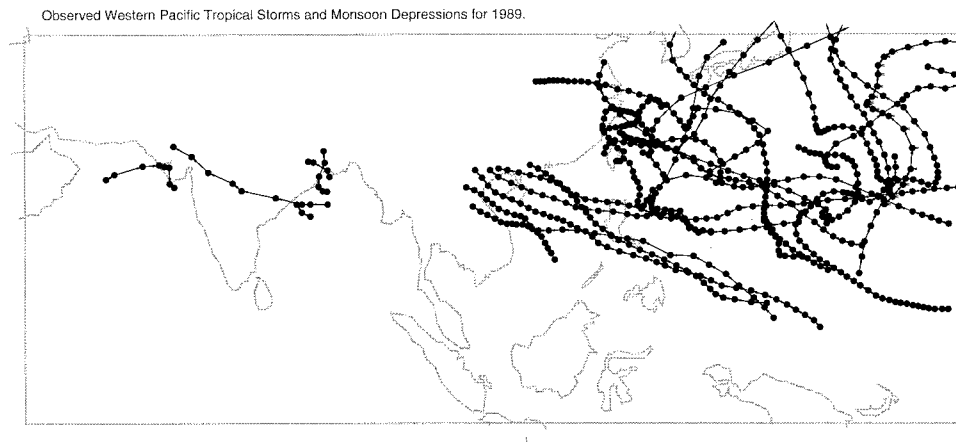 Observed Western Pacific Tropical Storms and Monsoon Depressions for 1989.